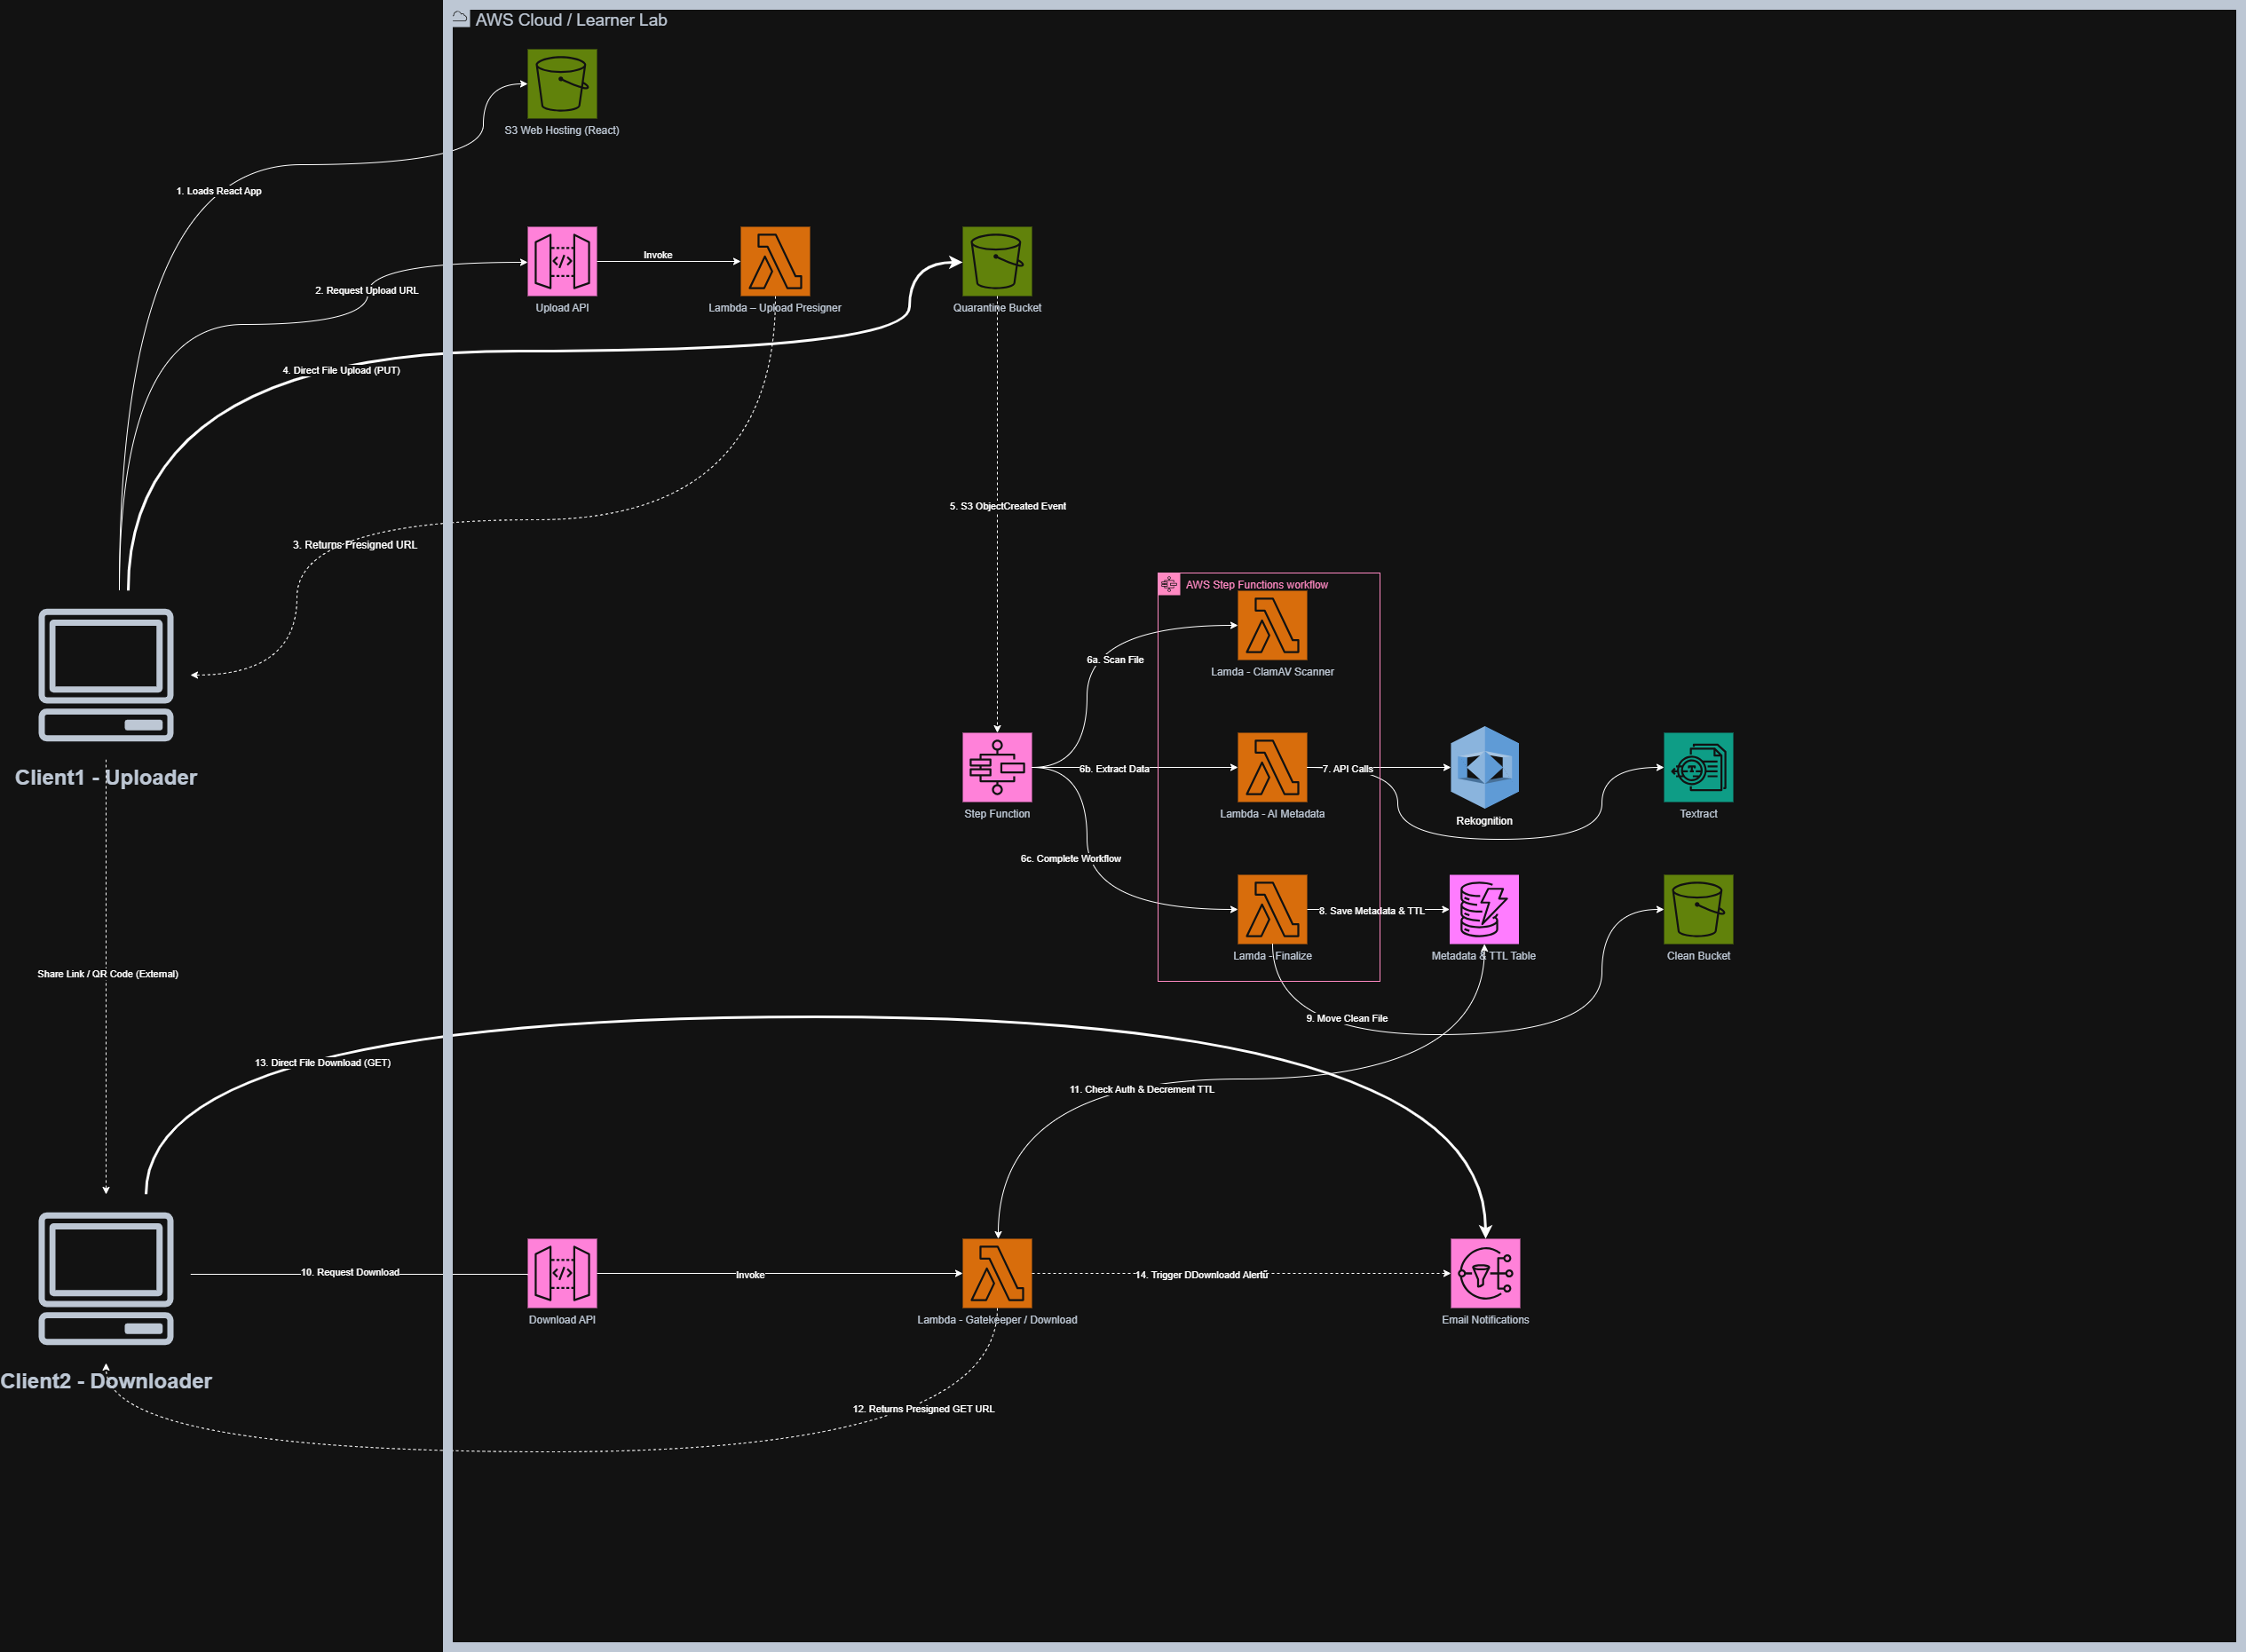 AWS Cloud / Learner Lab
S3 Web Hosting (React)
1. Loads React App
Invoke
2. Request Upload URL
Upload API
Lambda – Upload Presigner
Quarantine Bucket
4. Direct File Upload (PUT)
5. S3 ObjectCreated Event
3. Returns Presigned URL
AWS Step Functions workflow
6a. Scan File
Lamda - ClamAV Scanner
Client1 - Uploader
6b. Extract Data
7. API Calls
Step Function
Lambda - AI Metadata
Rekognition
Textract
6c. Complete Workflow
8. Save Metadata & TTL
Lamda - Finalize
Metadata & TTL Table
Clean Bucket
Share Link / QR Code (External)
9. Move Clean File
13. Direct File Download (GET)
11. Check Auth & Decrement TTL
10. Request Download
Invoke
14. Trigger DDownloadd Alertü
Download API
Lambda - Gatekeeper / Download
Email Notifications
Client2 - Downloader
12. Returns Presigned GET URL